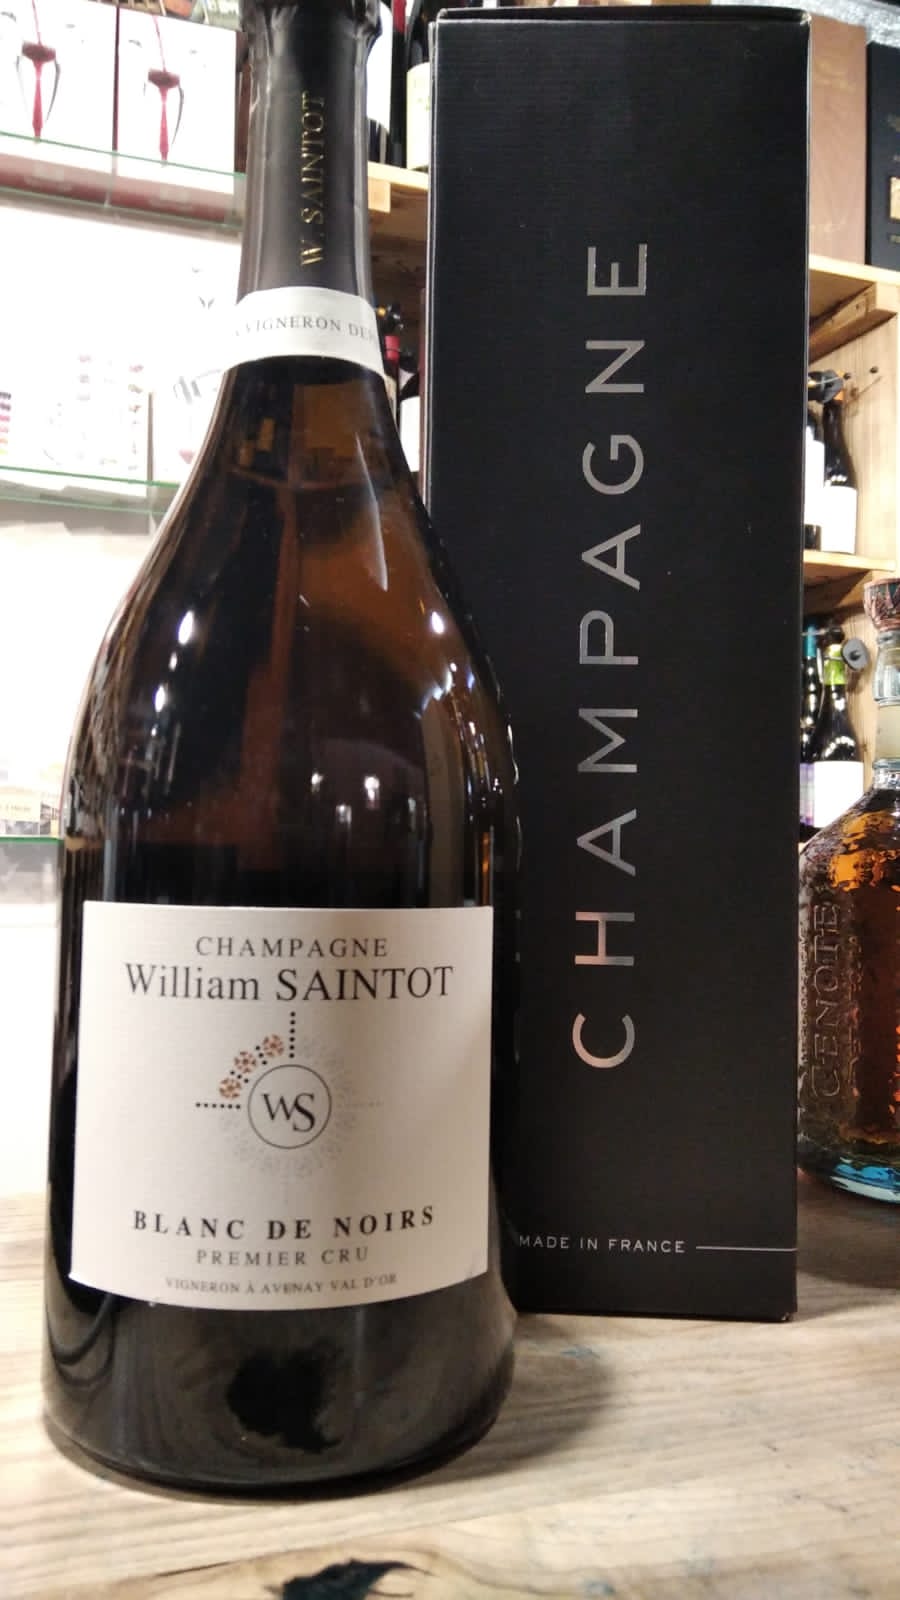 W. SAINTOT
VIGNERON
CHAMPAGNE
William SAINTOT
WS
BLANC DE NOIRS
PREMIER CRU
VIGNERON À AVENAY VAL D'OR
CHAMPAGNE
MADE IN FRANCE
CENOTE